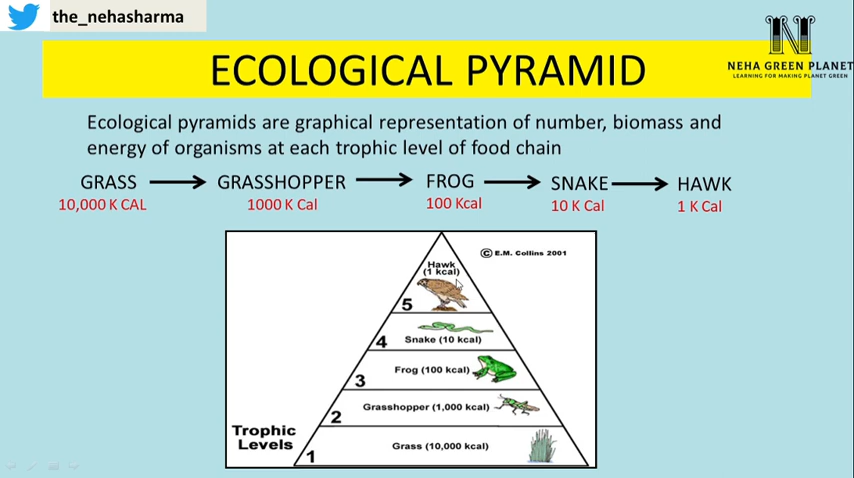 the_nehasharma
NEHA GREEN PLANET
LEARNING FOR MAKING PLANET GREEN
ECOLOGICAL PYRAMID
Ecological pyramids are graphical representation of number, biomass and
energy of organisms at each trophic level of food chain
GRASS GRASSHOPPER FROG SNAKE HAWK
10,000 K CAL 1000 K Cal 100 Kcal 10 K Cal 1 K Cal
© E.M. Collins 2001
Hawk
(1 kcal)
5
4 Snake (10 kcal)
3 Frog (100 kcal)
2 Grasshopper (1,000 kcal)
Trophic
Levels
1 Grass (10,000 kcal)